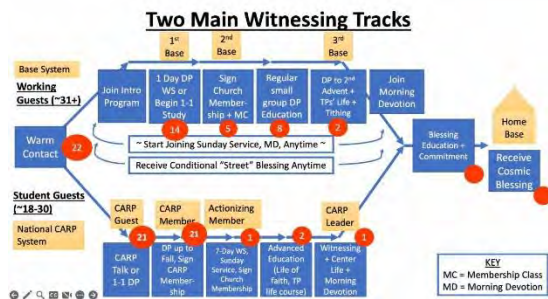 Two Main Witnessing Tracks
1st
Base
2nd
Base
3rd
Base
Base System
Working
Guests (~31+)
Join Intro
Program
1 Day DP
WS or
Begin 1-1
Study
14
Sign
Church
Member-
ship + MC
5
Regular
small
group DP
Education
8
DP to 2nd
Advent +
TPs' Life +
Tithing
2
Join
Morning
Devotion
Warm
Contact
22
~ Start Joining Sunday Service, MD, Anytime ~
Receive Conditional "Street" Blessing Anytime
Blessing
Education +
Commitment
Home
Base
Receive
Cosmic
Blessing
Student Guests
(~18-30)
National CARP
System
CARP
Guest
21
CARP
Talk or
1-1 DP
CARP
Member
21
DP up to
Fall, Sign
CARP Mem-
bership
Actionizing
Member
1
7-Day WS,
Sunday
Service, Sign
Church
Membership
2
Advanced
Education
(Life of
faith, TP
life course)
CARP
Leader
1
Witnessing
+ Center
Life +
Morning
Devotion
KEY
MC = Membership Class
MD = Morning Devotion